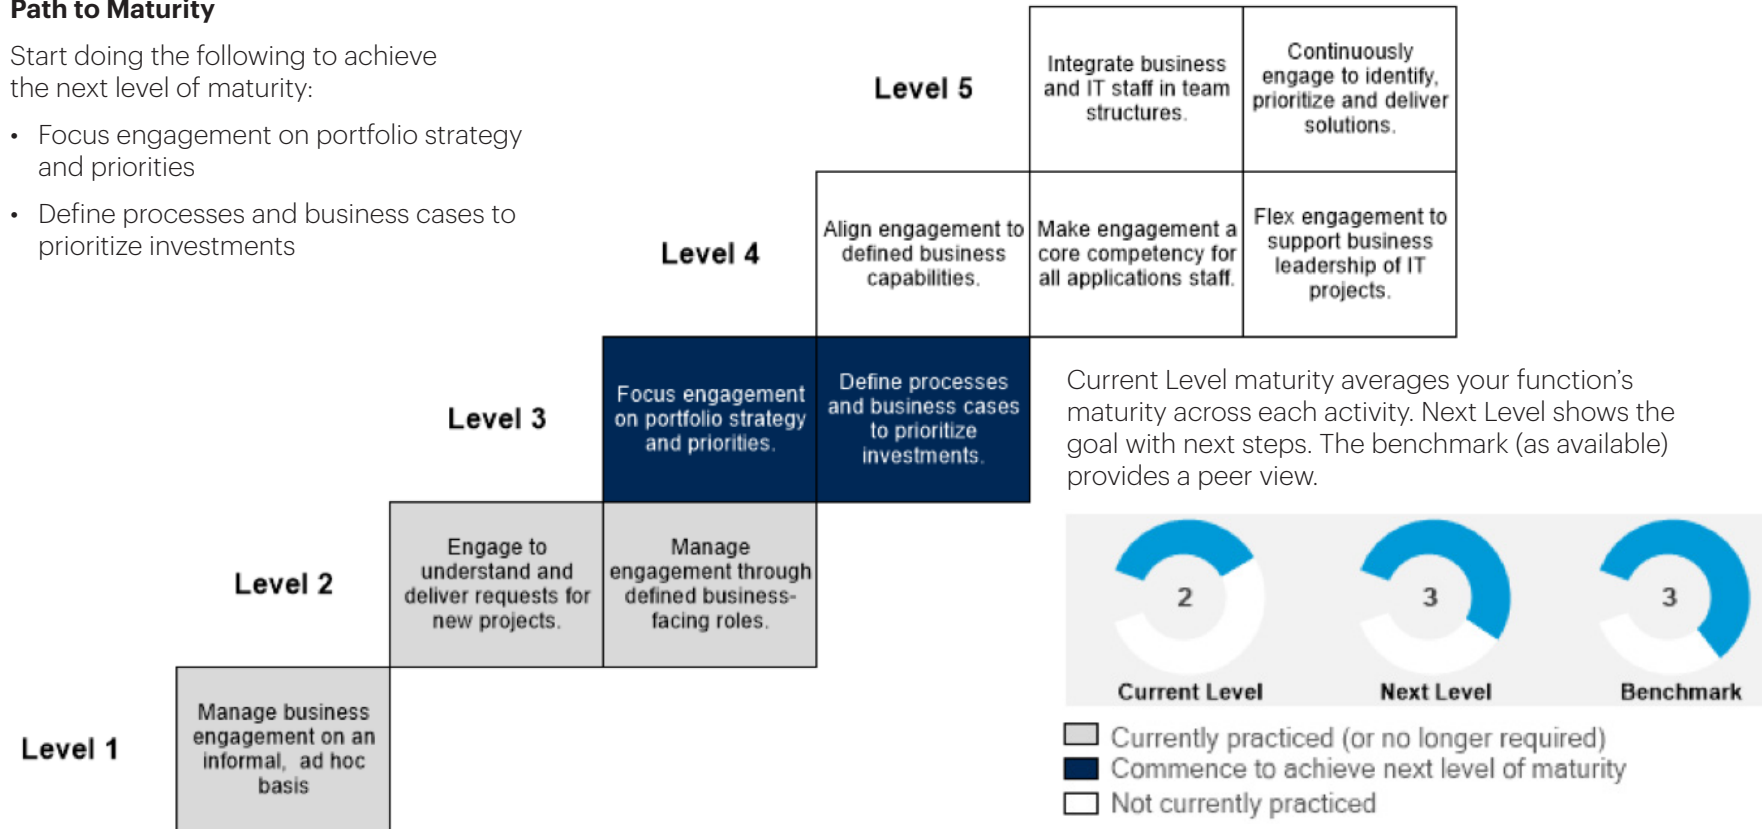 Path to Maturity
Start doing the following to achieve
the next level of maturity:
• Focus engagement on portfolio strategy
and priorities
• Define processes and business cases to
prioritize investments
Level 5
Integrate business
and IT staff in team
structures.
Continuously
engage to identify,
prioritize and deliver
solutions.
Level 4
Align engagement to
defined business
capabilities.
Make engagement a
core competency for
all applications staff.
Flex engagement to
support business
leadership of IT
projects.
Level 3
Focus engagement
on portfolio strategy
and priorities.
Define processes
and business cases
to prioritize
investments.
Level 2
Engage to
understand and
deliver requests for
new projects.
Manage
engagement through
defined business-
facing roles.
Level 1
Manage business
engagement on an
informal, ad hoc
basis
Current Level maturity averages your function’s
maturity across each activity. Next Level shows the
goal with next steps. The benchmark (as available)
provides a peer view.
2
Current Level
3
Next Level
3
Benchmark
Currently practiced (or no longer required)
Commence to achieve next level of maturity
Not currently practiced